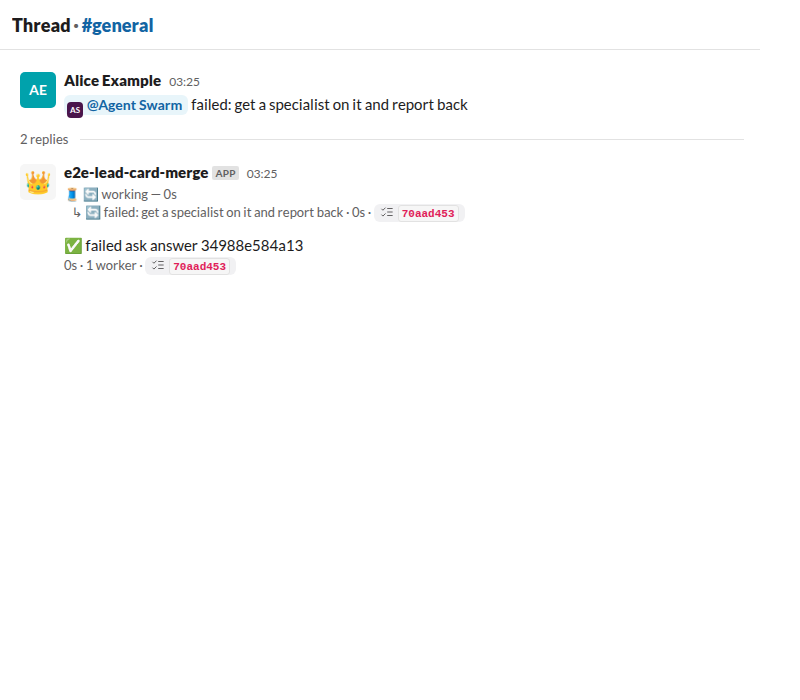 Thread • #general
AE
Alice Example 03:25
AS @Agent Swarm failed: get a specialist on it and report back
2 replies
e2e-lead-card-merge APP 03:25
🧵 🔄 working — 0s
↳ 🔄 failed: get a specialist on it and report back · 0s · 70aad453
✅ failed ask answer 34988e584a13
0s · 1 worker · 70aad453